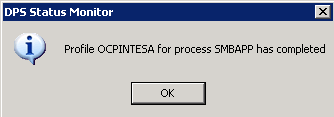 DPS Status Monitor
Profile OCPINTESA for process SMBAPP has completed
OK